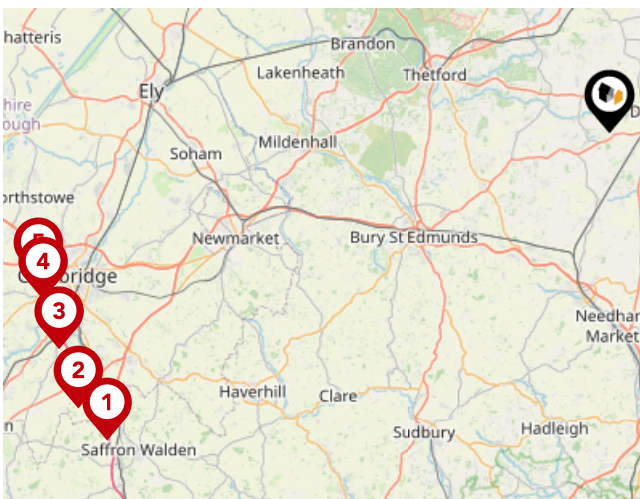 hatteris
Brandon
Lakenheath
Thetford
Ely
hire
ough
D
Mildenhall
Soham
orthstowe
Newmarket
Bury St Edmunds
4
C bridge
3
Needhar
Market
2
1
Haverhill
Clare
Sudbury
Hadleigh
n
Saffron Walden